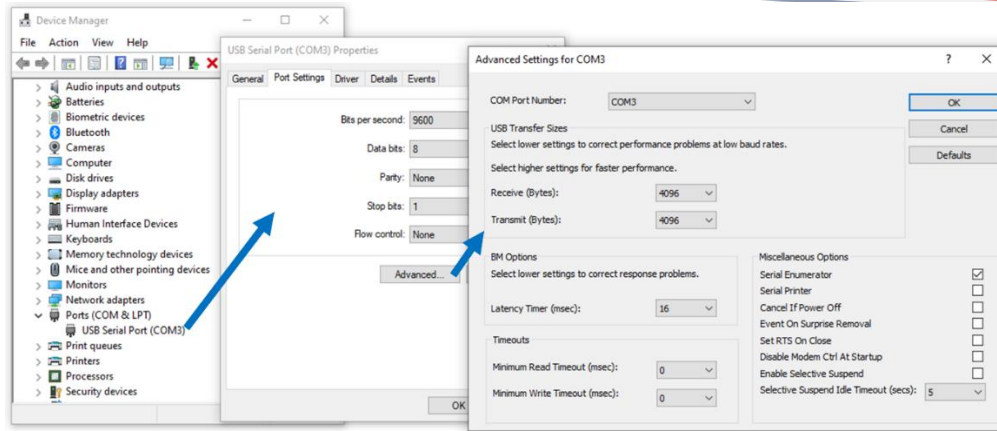 Device Manager
File Action View Help
Audio inputs and outputs
Batteries
Biometric devices
Bluetooth
Cameras
Computer
Disk drives
Display adapters
Firmware
Human Interface Devices
Keyboards
Memory technology devices
Mice and other pointing devices
Monitors
Network adapters
Ports (COM & LPT)
USB Serial Port (COM3)
Print queues
Printers
Processors
Security devices
USB Serial Port (COM3) Properties
General Port Settings Driver Details Events
Bits per second: 9600
Data bits: 8
Parity: None
Stop bits: 1
Flow control: None
Advanced...
OK
Advanced Settings for COM3
? X
COM Port Number: COM3
OK
USB Transfer Sizes
Cancel
Select lower settings to correct performance problems at low baud rates.
Defaults
Select higher settings for faster performance.
Receive (Bytes): 4096
Transmit (Bytes): 4096
BM Options
Select lower settings to correct response problems.
Latency Timer (msec): 16
Timeouts
Minimum Read Timeout (msec): 0
Minimum Write Timeout (msec): 0
Miscellaneous Options
Serial Enumerator
Serial Printer
Cancel If Power Off
Event On Surprise Removal
Set RTS On Close
Disable Modem Ctrl At Startup
Enable Selective Suspend
Selective Suspend Idle Timeout (secs): 5